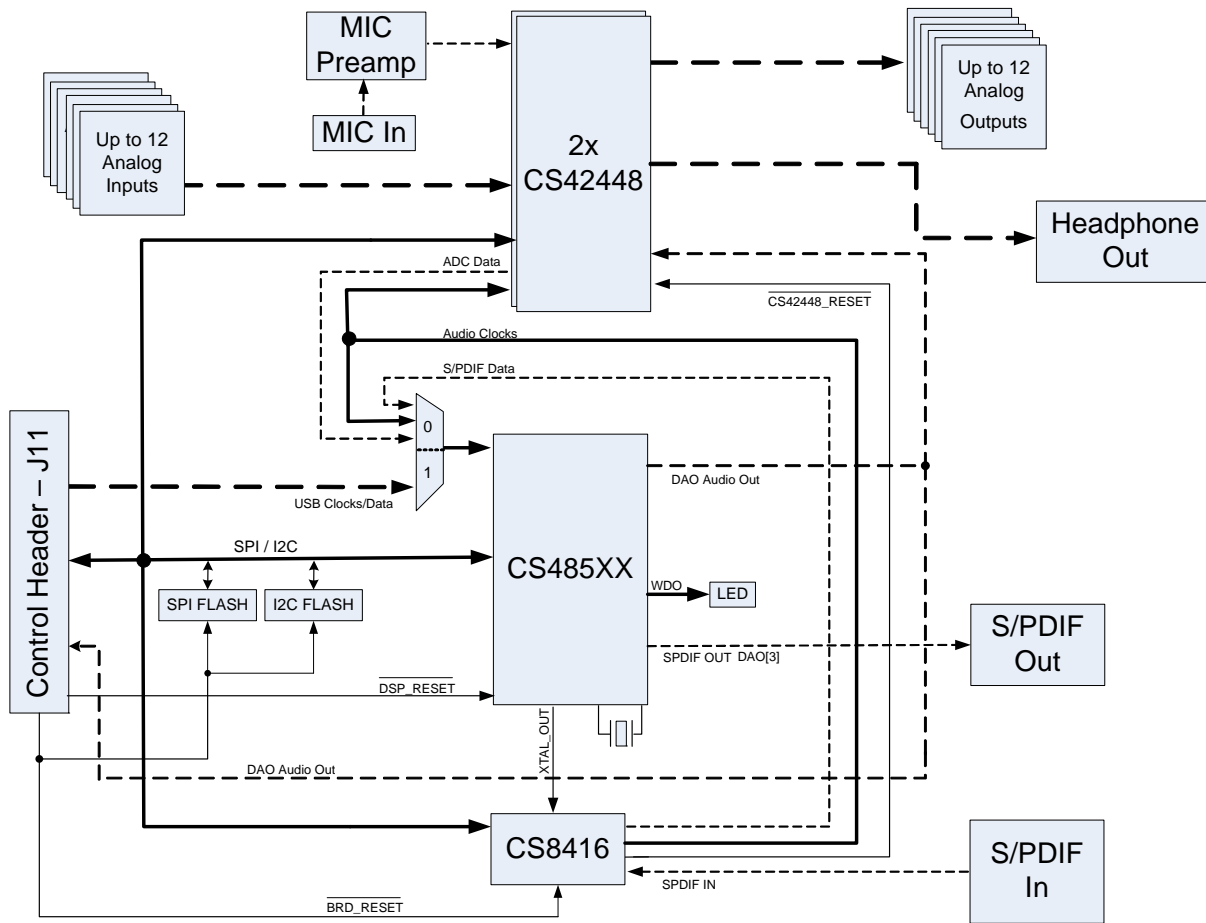 MIC
Preamp
MIC In
Up to 12
Analog
Inputs
2x
CS42448
Up to 12
Analog
Outputs
Headphone
Out
ADC Data
CS42448_RESET
Audio Clocks
S/PDIF Data
0
1
USB Clocks/Data
Control Header – J11
DAO Audio Out
SPI / I2C
CS485XX
WDO
LED
SPI FLASH
I2C FLASH
SPDIF OUT DAO[3]
S/PDIF
Out
DSP_RESET
XTAL_OUT
DAO Audio Out
CS8416
S/PDIF
In
SPDIF IN
BRD_RESET